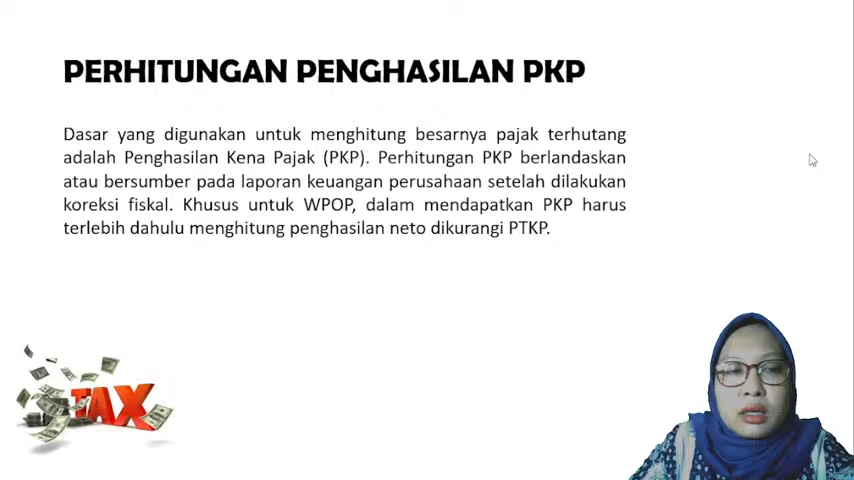 PERHITUNGAN PENGHASILAN PKP
Dasar yang digunakan untuk menghitung besarnya pajak terhutang
adalah Penghasilan Kena Pajak (PKP). Perhitungan PKP berlandaskan
atau bersumber pada laporan keuangan perusahaan setelah dilakukan
koreksi fiskal. Khusus untuk WPOP, dalam mendapatkan PKP harus
terlebih dahulu menghitung penghasilan neto dikurangi PTKP.
TAX